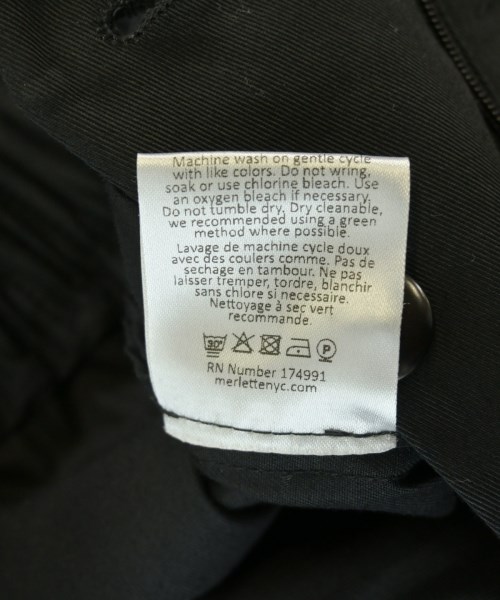 Machine wash on gentle cycle
with like colors. Do not wring,
soak or use chlorine bleach. Use
an oxygen bleach if necessary.
Do not tumble dry. Dry cleanable,
we recommended using a green
method where possible.
Lavage de machine cycle doux
avec des coulers comme. Pas de
sechage en tambour. Ne pas
laisser tremper, tordre, blanchir
sans chlore si necessaire.
Nettoyage à sec vert
recommande.
30° P
RN Number 174991
merlettenyc.com